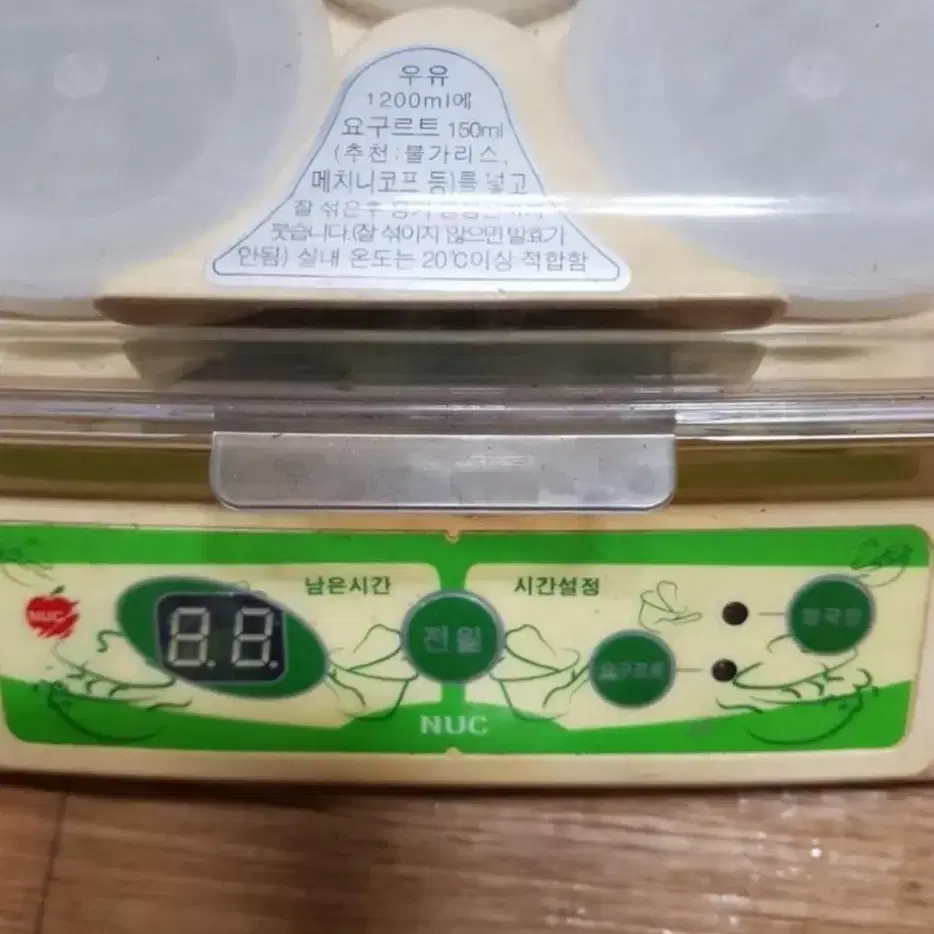 우유
1200ml에
요구르트 150ml
(추천:불가리스,
메치니코프 등)를 넣고
잘 섞은후 용기
붓습니다.(잘 섞이지 않으면 발효가
안됨) 실내 온도는 20℃이상 적합함
남은시간
시간설정
NUC
8.8.
전원
요구르트
청국장
NUC